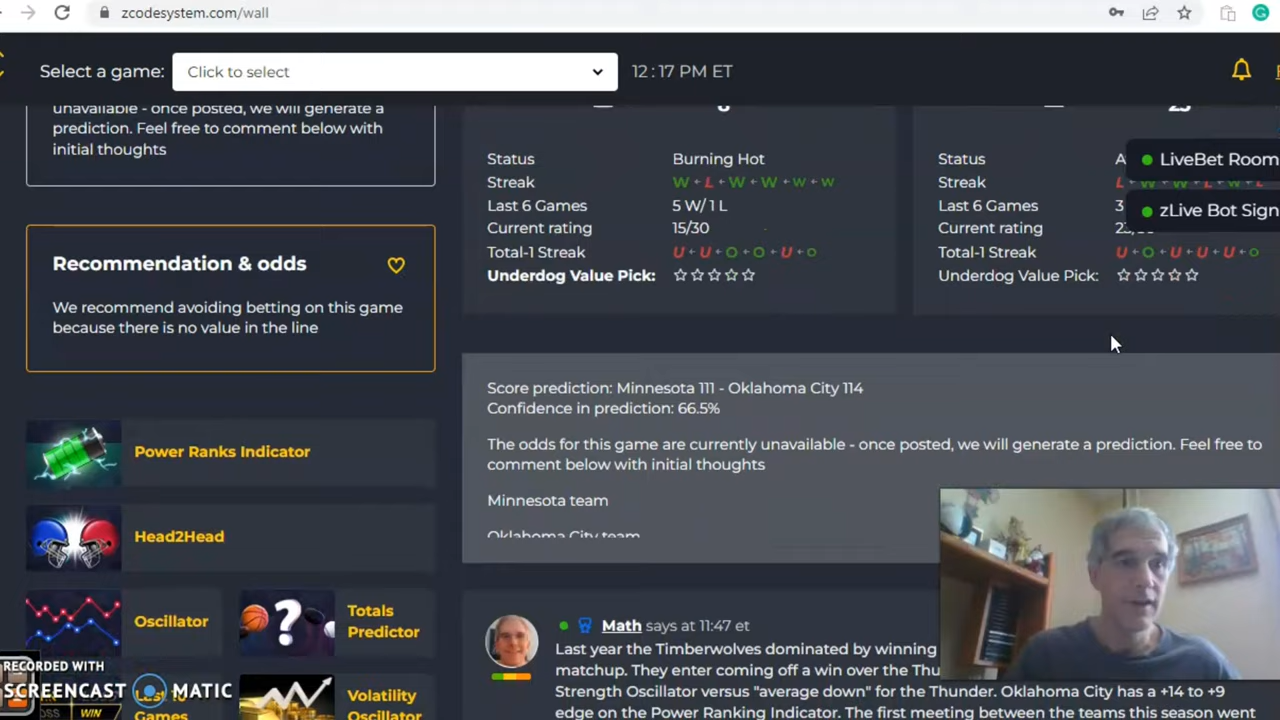 zcodesystem.com/wall
Select a game:
Click to select
12 : 17 PM ET
unavailable - once posted, we will generate a
prediction. Feel free to comment below with
initial thoughts
Recommendation & odds
We recommend avoiding betting on this game
because there is no value in the line
Power Ranks Indicator
Head2Head
Oscillator
Totals
Predictor
Games
Volatility
Oscillator
WIN
Status Burning Hot
Streak W L W W W W
Last 6 Games 5 W/ 1 L
Current rating 15/30
Total-1 Streak U U O O U O
Underdog Value Pick:
Status
Streak
Last 6 Games 3
Current rating
Total-1 Streak U O U U U O
Underdog Value Pick:
LiveBet Room
zLive Bot Sign
Score prediction: Minnesota 111 - Oklahoma City 114
Confidence in prediction: 66.5%
The odds for this game are currently unavailable - once posted, we will generate a prediction. Feel free to
comment below with initial thoughts
Minnesota team
Oklahoma City team
Math says at 11:47 et
Last year the Timberwolves dominated by winning
matchup. They enter coming off a win over the
Strength Oscillator versus "average down" for the Thunder. Oklahoma City has a +14 to +9
edge on the Power Ranking Indicator. The first meeting between the teams this season went
RECORDED WITH
SCREENCAST MATIC